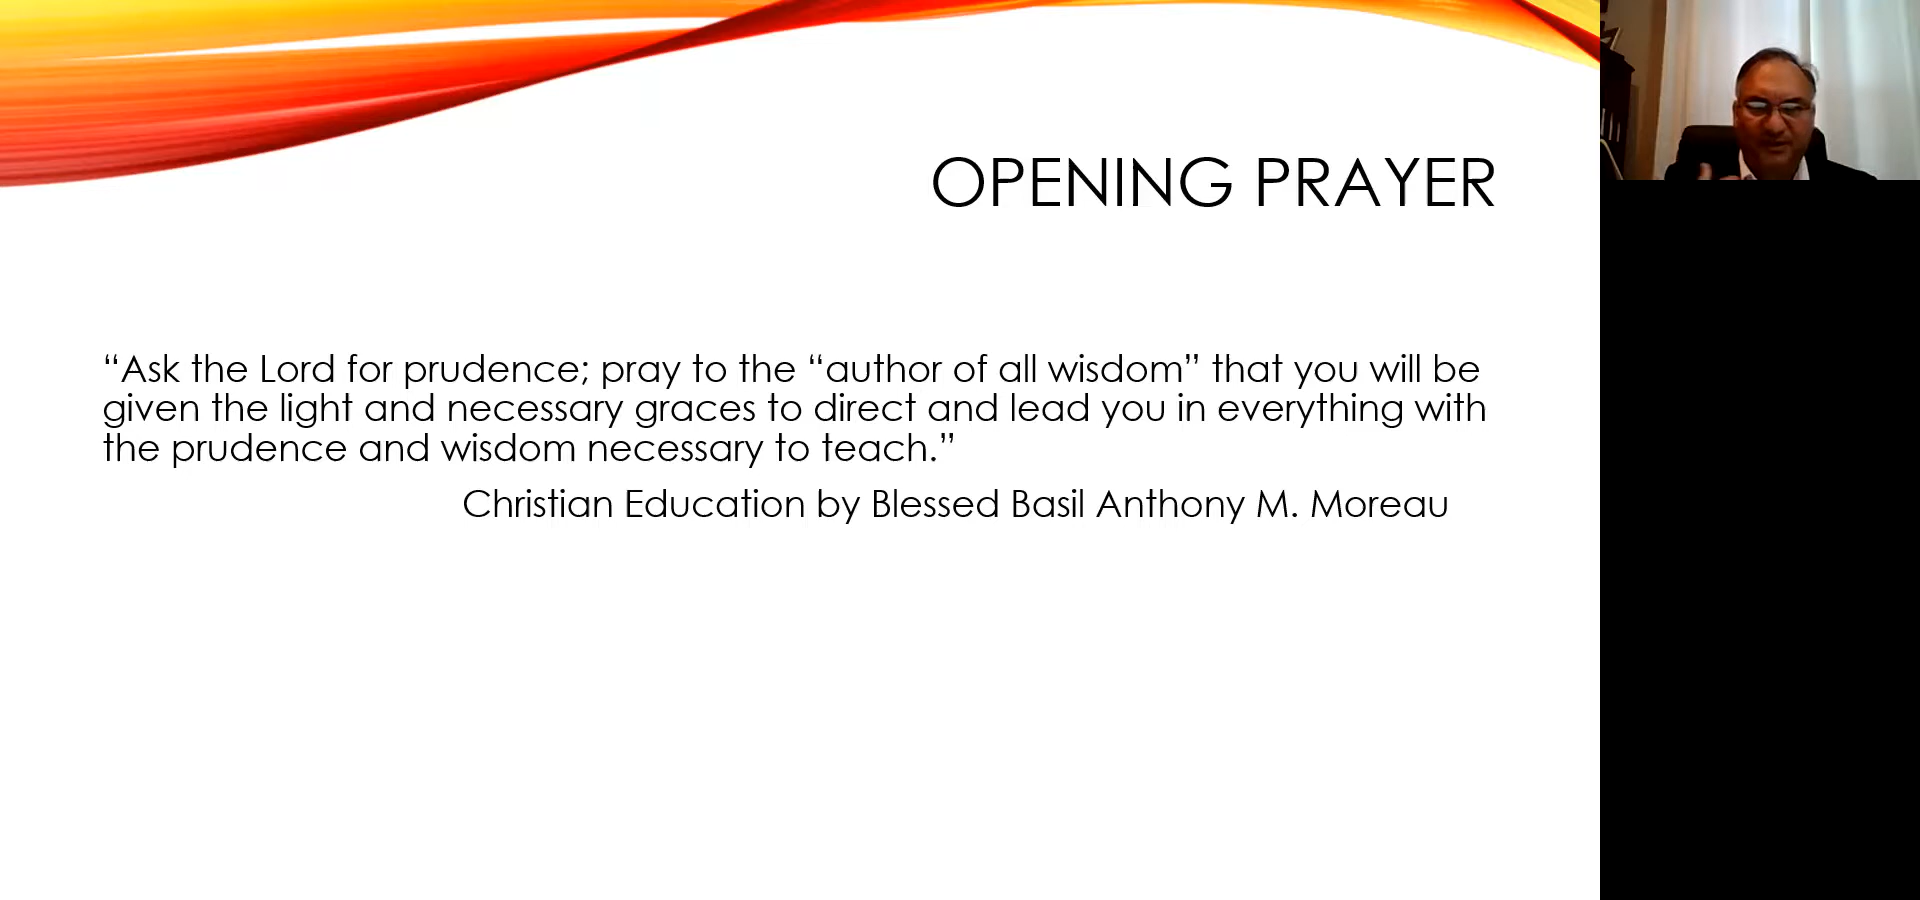 OPENING PRAYER
“Ask the Lord for prudence; pray to the “author of all wisdom” that you will be
given the light and necessary graces to direct and lead you in everything with
the prudence and wisdom necessary to teach.”
Christian Education by Blessed Basil Anthony M. Moreau